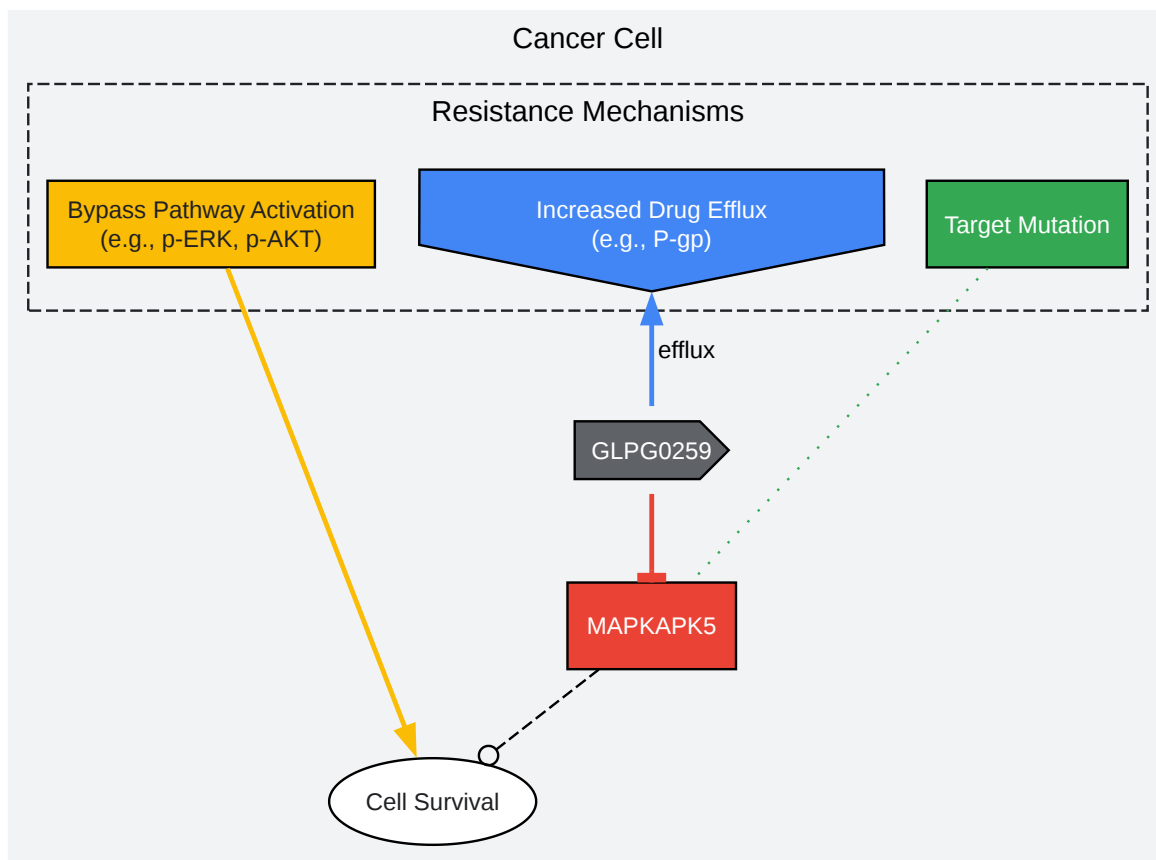 Cancer Cell
Resistance Mechanisms
Bypass Pathway Activation
(e.g., p-ERK, p-AKT)
Increased Drug Efflux
(e.g., P-gp)
Target Mutation
efflux
GLPG0259
MAPKAPK5
Cell Survival